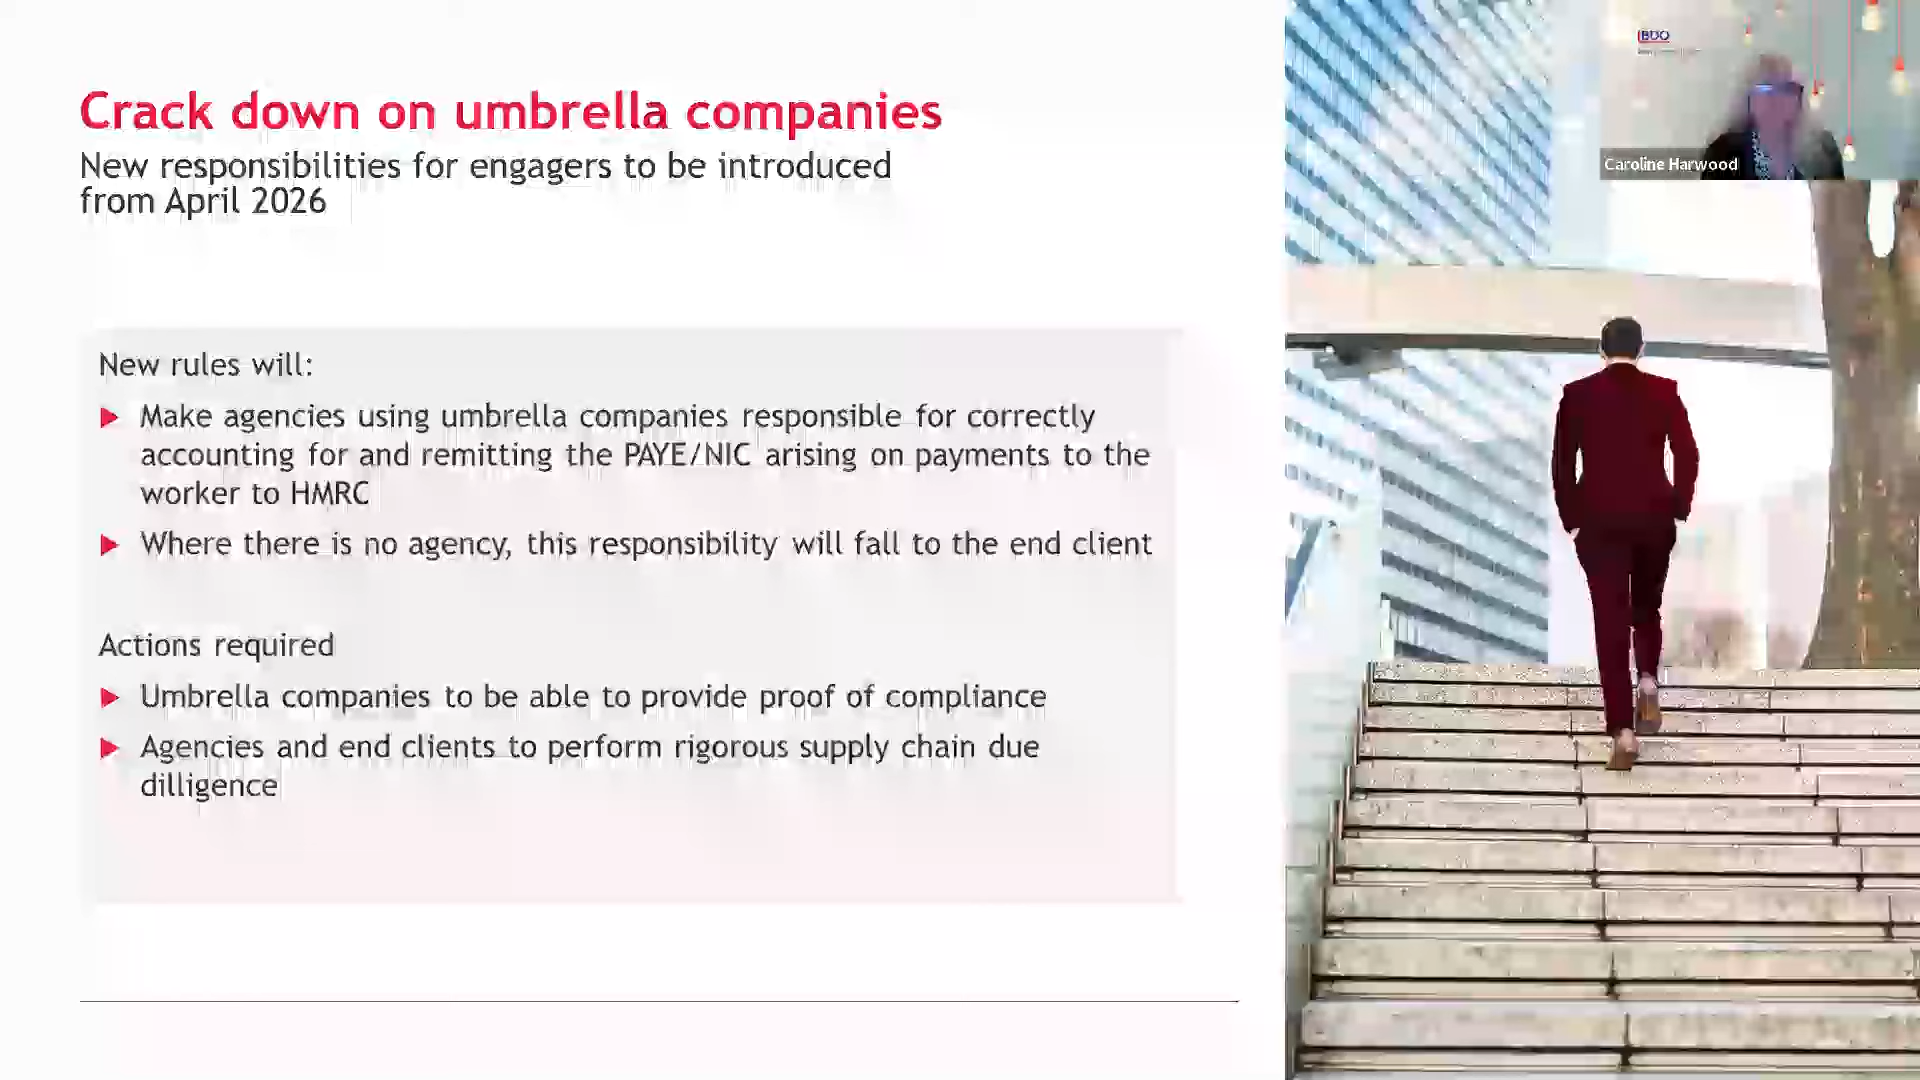 Crack down on umbrella companies
New responsibilities for engagers to be introduced
from April 2026
New rules will:
Make agencies using umbrella companies responsible for correctly
accounting for and remitting the PAYE/NIC arising on payments to the
worker to HMRC
Where there is no agency, this responsibility will fall to the end client
Actions required
Umbrella companies to be able to provide proof of compliance
Agencies and end clients to perform rigorous supply chain due
dilligence
BDO
Caroline Harwood